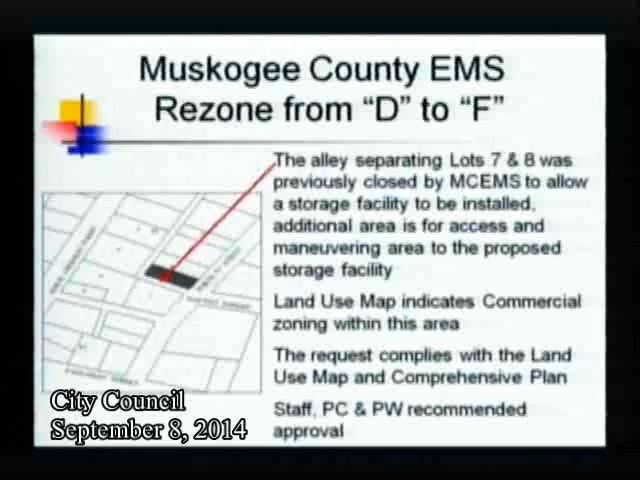 Muskogee County EMS
Rezone from “D” to “F”
The alley separating Lots 7 & 8 was
previously closed by MCEMS to allow
a storage facility to be installed,
additional area is for access and
maneuvering area to the proposed
storage facility
Land Use Map indicates Commercial
zoning within this area
The request complies with the Land
Use Map and Comprehensive Plan
Staff, PC & PW recommended
approval
City Council
September 8, 2014